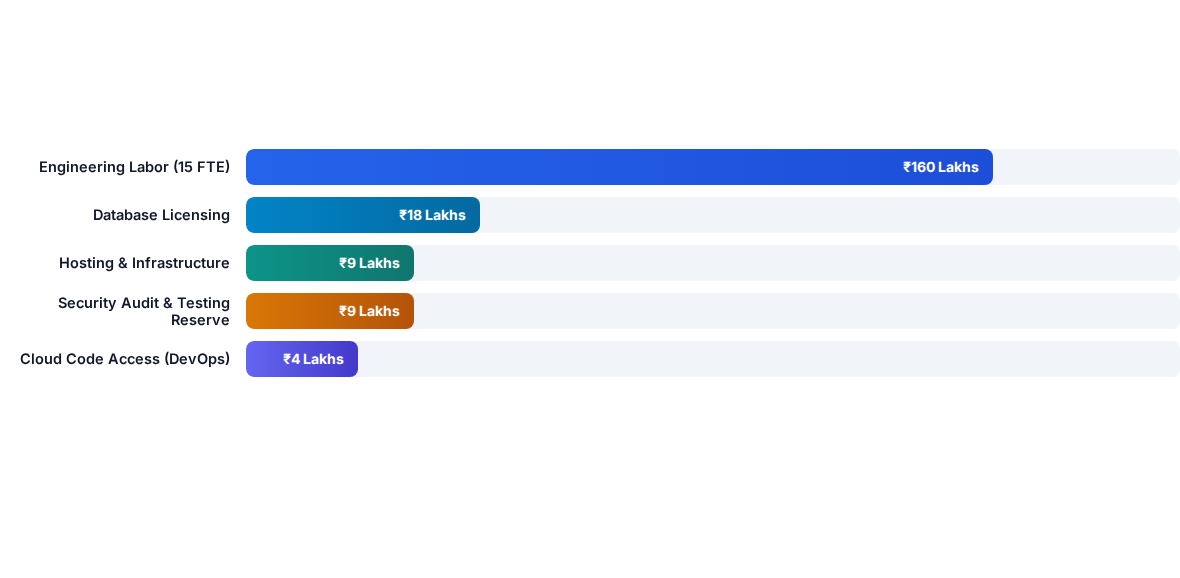 Engineering Labor (15 FTE)
₹160 Lakhs
Database Licensing
₹18 Lakhs
Hosting & Infrastructure
₹9 Lakhs
Security Audit & Testing
Reserve
₹9 Lakhs
Cloud Code Access (DevOps)
₹4 Lakhs